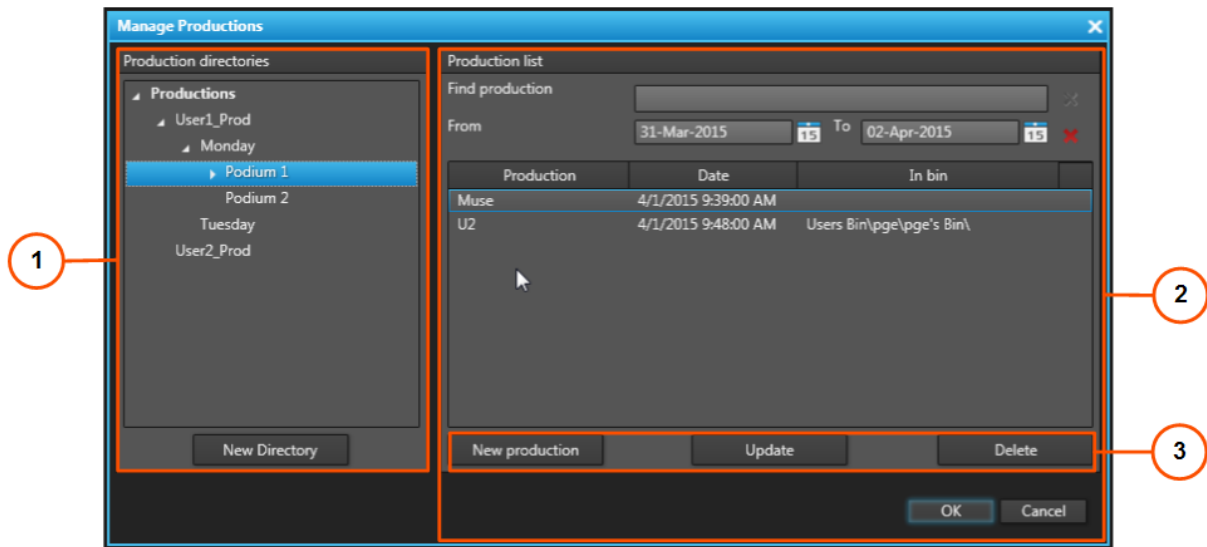 Manage Productions
Production directories
Productions
User1_Prod
Monday
Podium 1
Podium 2
Tuesday
User2_Prod
New Directory
1
Production list
Find production
From 31-Mar-2015 15 To 02-Apr-2015 15
Production Date In bin
Muse 4/1/2015 9:39:00 AM
U2 4/1/2015 9:48:00 AM Users Bin\pge\pge's Bin\
2
New production Update Delete
3
OK Cancel